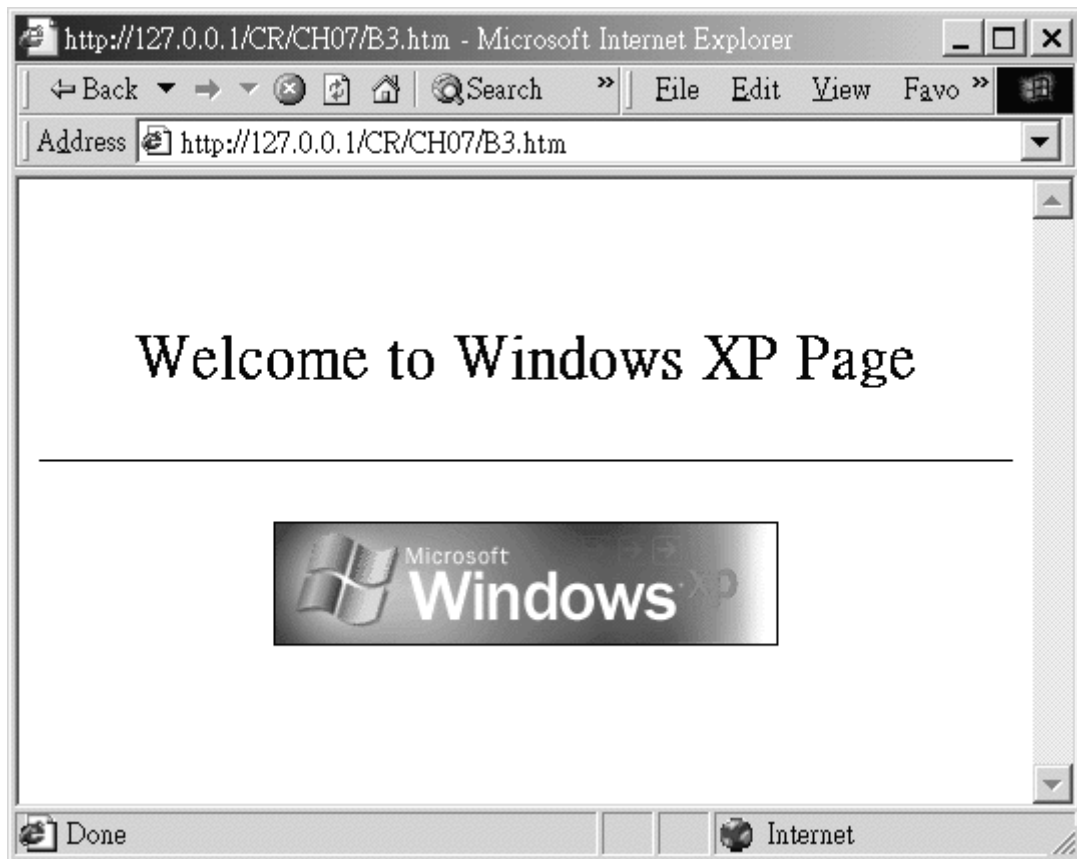 http://127.0.0.1/CR/CH07/B3.htm - Microsoft Internet Explorer
Back Search » File Edit View Favo »
Address http://127.0.0.1/CR/CH07/B3.htm
Welcome to Windows XP Page
Microsoft
Windows xp
Done Internet